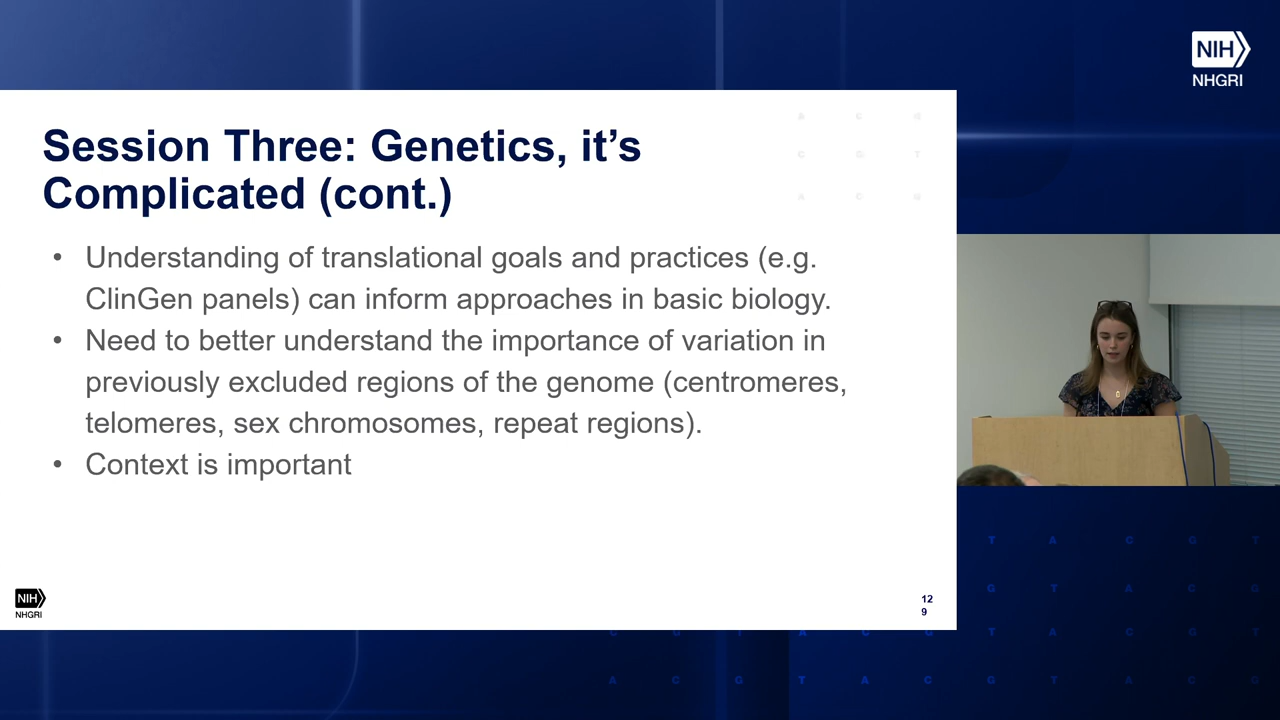 NIH
NHGRI
Session Three: Genetics, it’s
Complicated (cont.)
A C G
C G T
A C G
• Understanding of translational goals and practices (e.g.
ClinGen panels) can inform approaches in basic biology.
• Need to better understand the importance of variation in
previously excluded regions of the genome (centromeres,
telomeres, sex chromosomes, repeat regions).
• Context is important
NIH
NHGRI
12
9
T A C G T
G T A C G
C G T A C G T A C G T
A C G T A C G T A C G